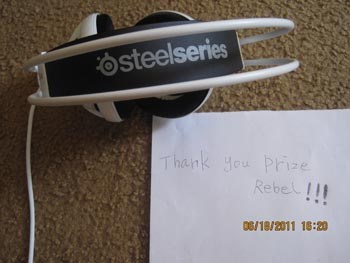 steelseries
Thank you prize
Rebel!!!
06/18/2011 16:20